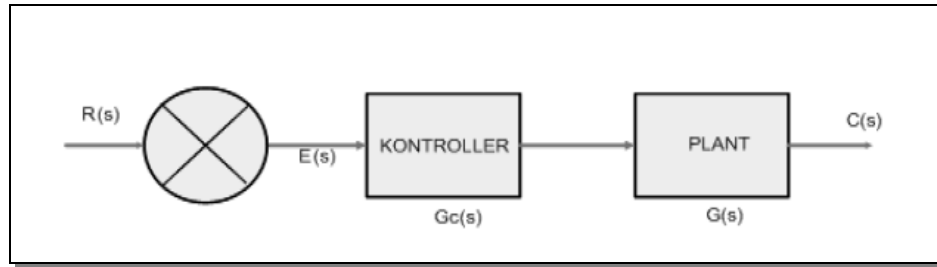 R(s)
E(s)
KONTROLLER
Gc(s)
PLANT
G(s)
C(s)